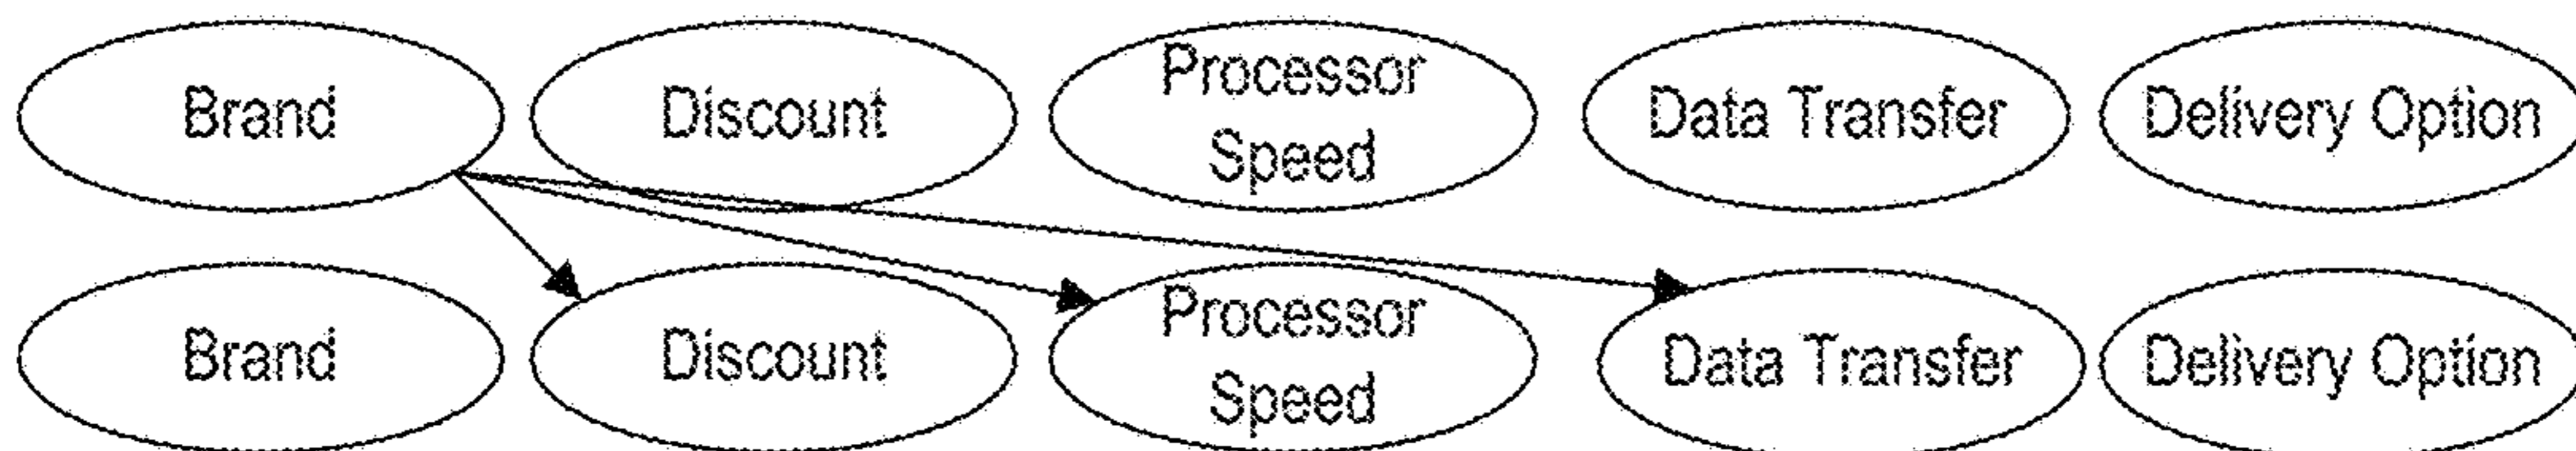 Brand
Discount
Processor
Speed
Data Transfer
Delivery Option
Brand
Discount
Processor
Speed
Data Transfer
Delivery Option